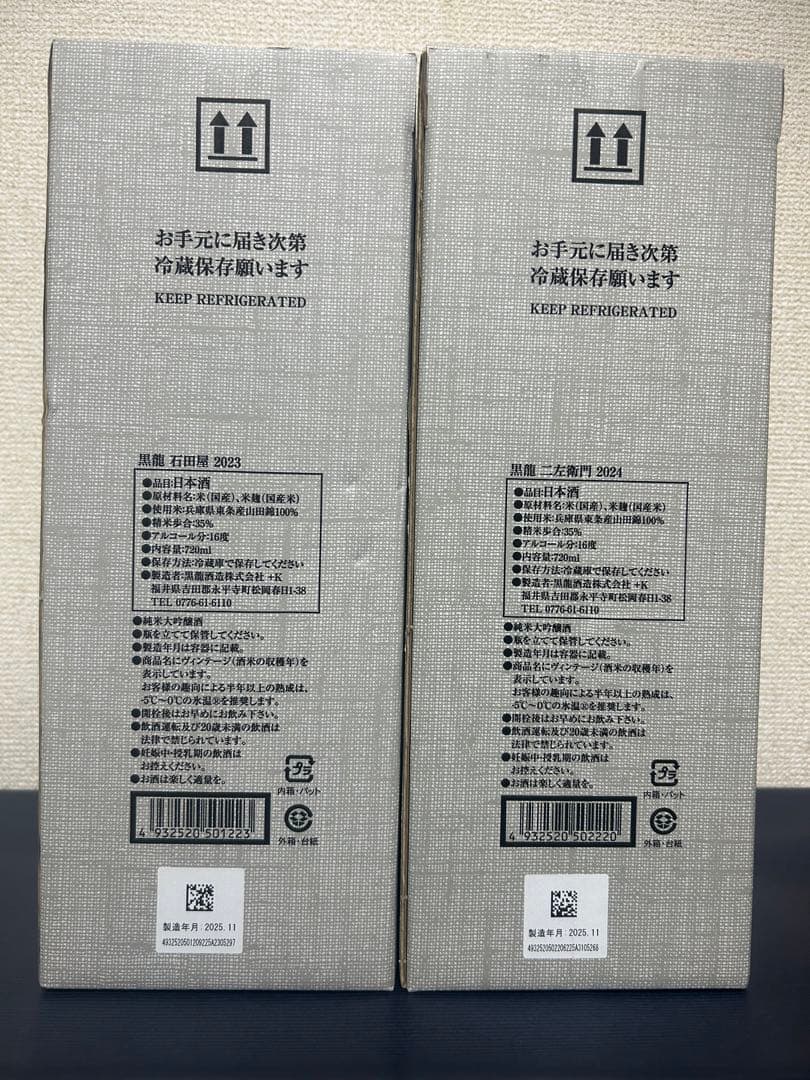 お手元に届き次第
冷蔵保存願います
KEEP REFRIGERATED
黒龍 石田屋 2023
●品目:日本酒
●原材料名:米(国産)、米麹(国産米)
●使用米:兵庫県東条産山田錦100%
●精米歩合:35%
●アルコール分:16度
●内容量:720ml
●保存方法:冷蔵庫で保存してください
●製造者:黒龍酒造株式会社 +K
福井県吉田郡永平寺町松岡春日1-38
TEL 0776-61-6110
●純米大吟醸酒
●瓶を立てて保管してください。
●製造年月は容器に記載。
●商品名にヴィンテージ(酒米の収穫年)を
表示しています。
お客様の趣向による半年以上の熟成は、
-5℃〜0℃の氷温®を推奨します。
●開栓後はお早めにお飲み下さい。
●飲酒運転及び20歳未満の飲酒は
法律で禁じられています。
●妊娠中・授乳期の飲酒は
お控えください。
●お酒は楽しく適量を。
プラ
内箱・パット
外箱・台紙
4 932520 501223
製造年月：2025.11
4932520501209225A2305297
お手元に届き次第
冷蔵保存願います
KEEP REFRIGERATED
黒龍 二左衛門 2024
●品目:日本酒
●原材料名:米(国産)、米麹(国産米)
●使用米:兵庫県東条産山田錦100%
●精米歩合:35%
●アルコール分:16度
●内容量:720ml
●保存方法:冷蔵庫で保存してください
●製造者:黒龍酒造株式会社 +K
福井県吉田郡永平寺町松岡春日1-38
TEL 0776-61-6110
●純米大吟醸酒
●瓶を立てて保管してください。
●製造年月は容器に記載。
●商品名にヴィンテージ(酒米の収穫年)を
表示しています。
お客様の趣向による半年以上の熟成は、
-5℃〜0℃の氷温®を推奨します。
●開栓後はお早めにお飲み下さい。
●飲酒運転及び20歳未満の飲酒は
法律で禁じられています。
●妊娠中・授乳期の飲酒は
お控えください。
●お酒は楽しく適量を。
プラ
内箱・パット
外箱・台紙
4 932520 502220
製造年月：2025.11
4932520502206225A3105268